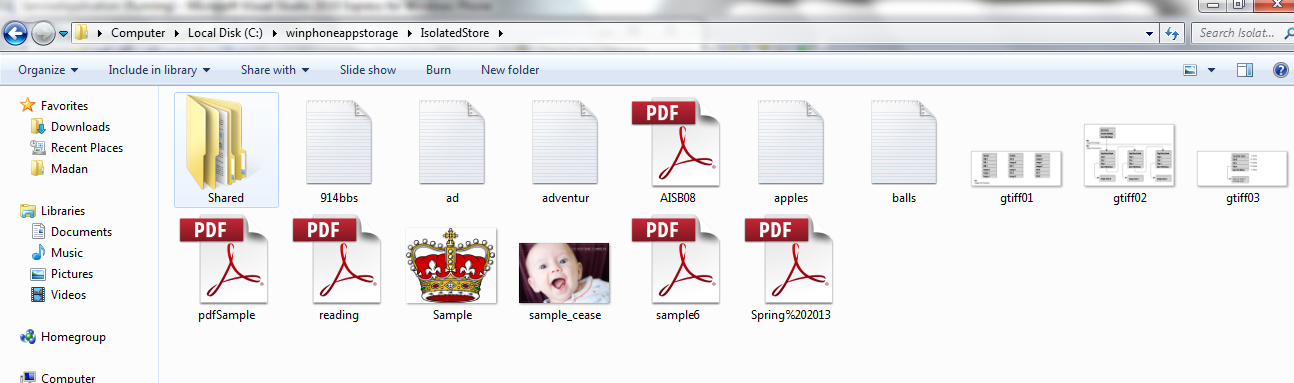 Computer Local Disk (C:) winphoneappstorage IsolatedStore Search Isolat...
Organize Include in library Share with Slide show Burn New folder
Favorites
Downloads
Recent Places
Madan
Libraries
Documents
Music
Pictures
Videos
Homegroup
Computer
Shared 914bbs ad adventur AISB08 apples balls gtiff01 gtiff02 gtiff03
PDF
PDF PDF PDF PDF
pdfSample reading Sample sample_cease sample6 Spring%202013